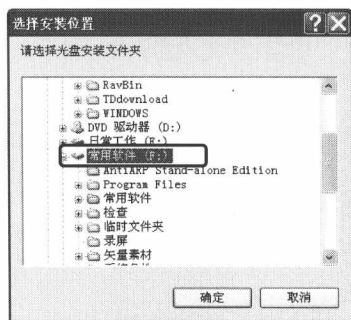 选择安装位置
请选择光盘安装文件夹
RavBin
TDdownload
WINDOWS
DVD 驱动器 (D:)
日常工作 (E:)
常用软件 (F:)
AntiARP Stand-alone Edition
Program Files
常用软件
检查
临时文件夹
录屏
矢量素材
确定
取消